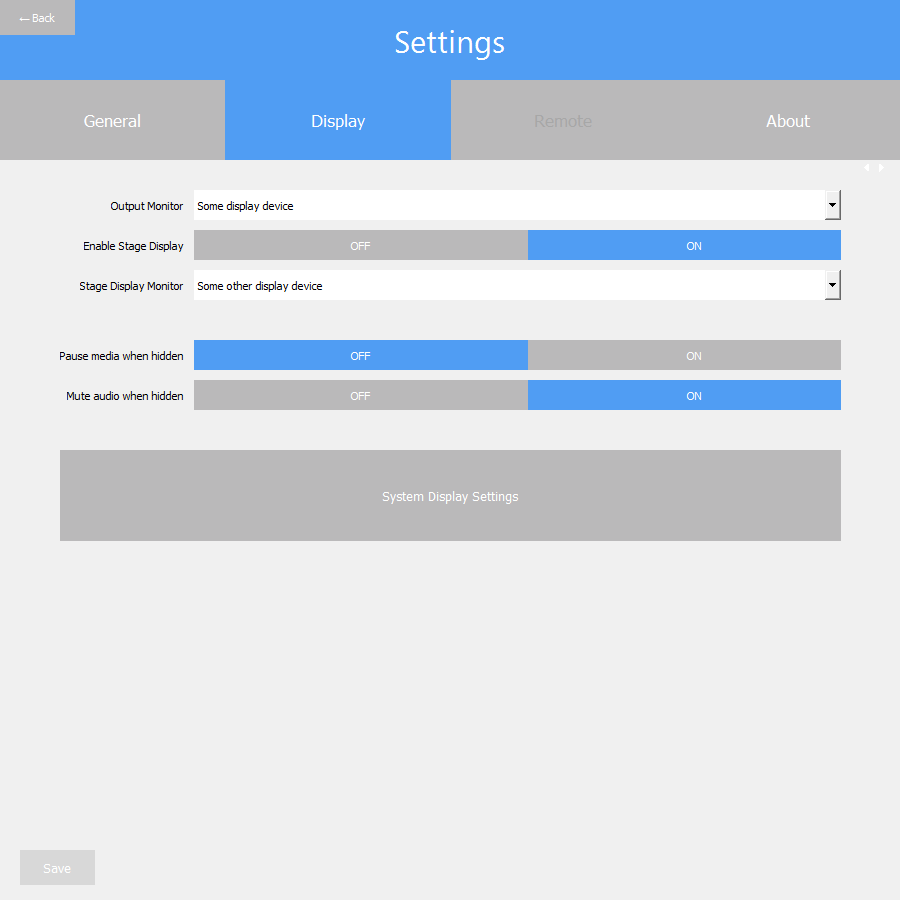 ←Back
Settings
General
Display
Remote
About
Output Monitor
Some display device
Enable Stage Display
OFF
ON
Stage Display Monitor
Some other display device
Pause media when hidden
OFF
ON
Mute audio when hidden
OFF
ON
System Display Settings
Save